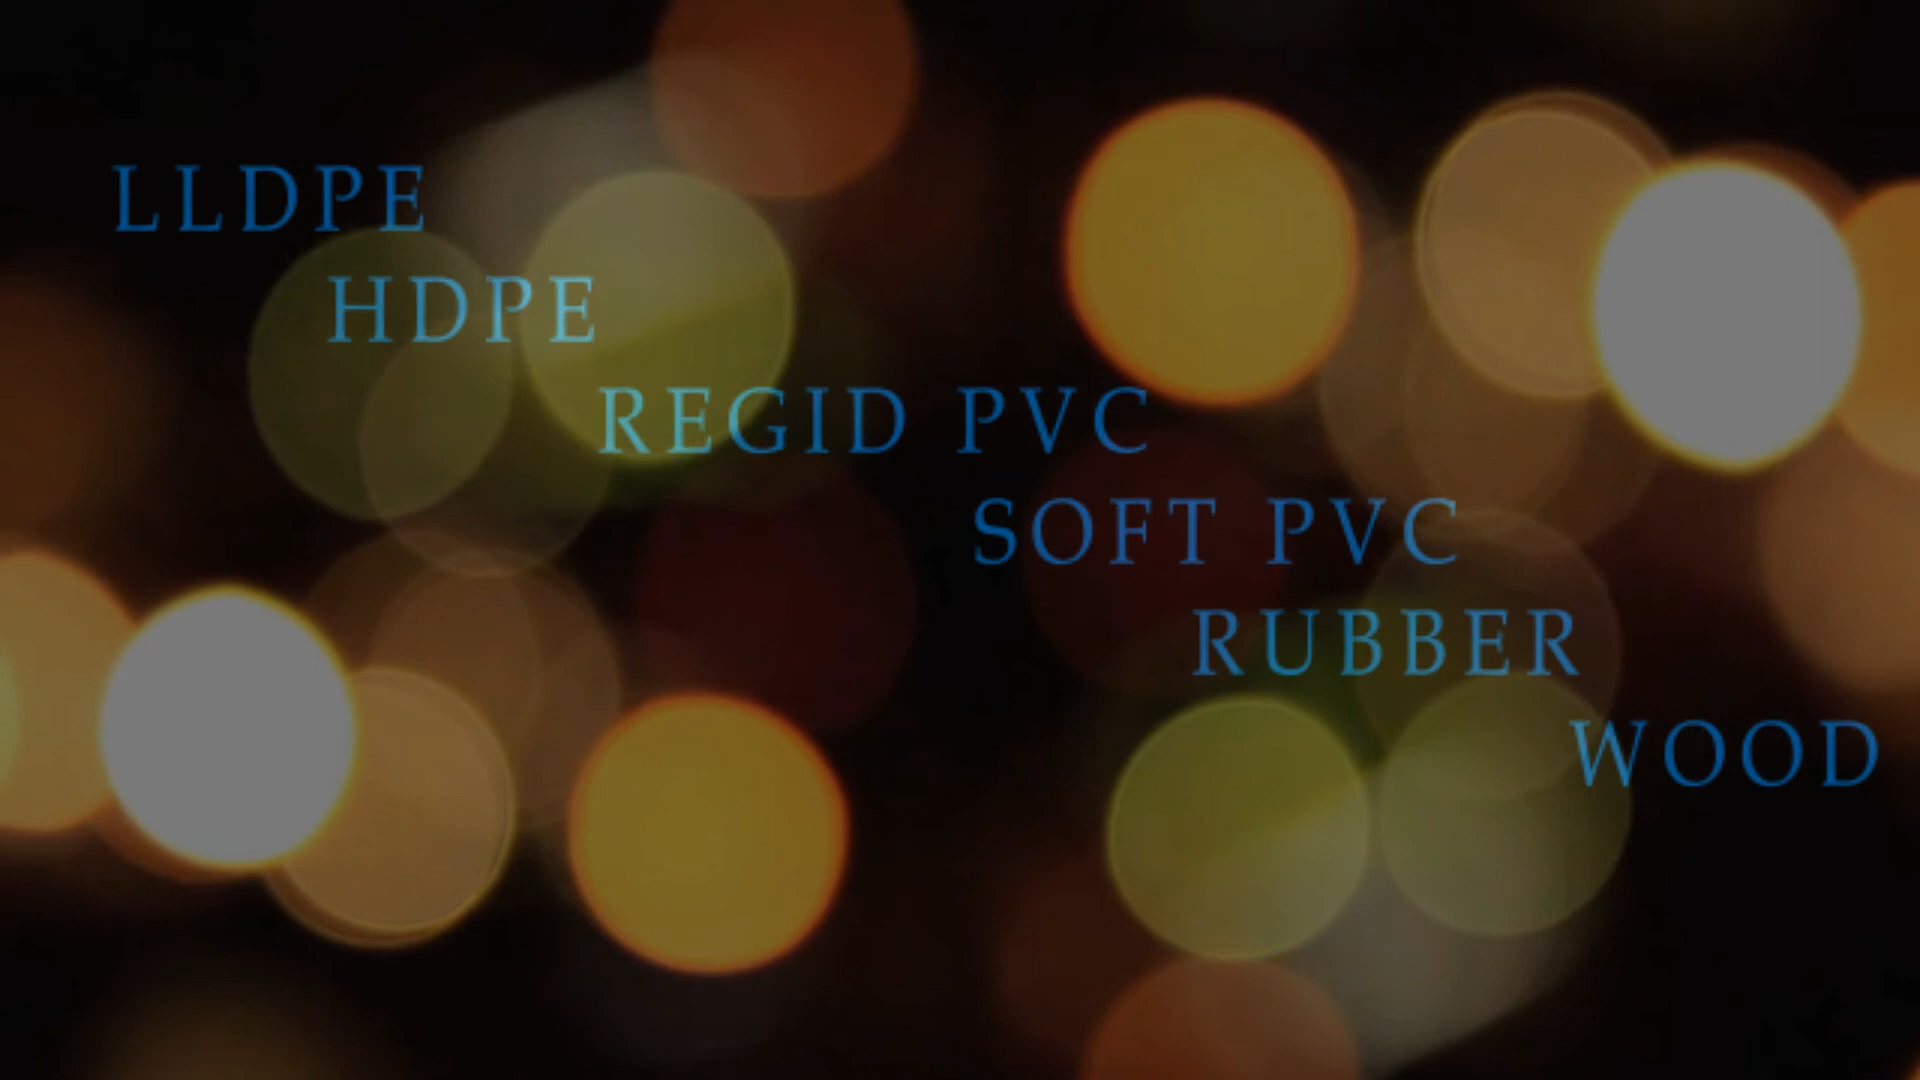 LLDPE
HDPE
REGID PVC
SOFT PVC
RUBBER
WOOD